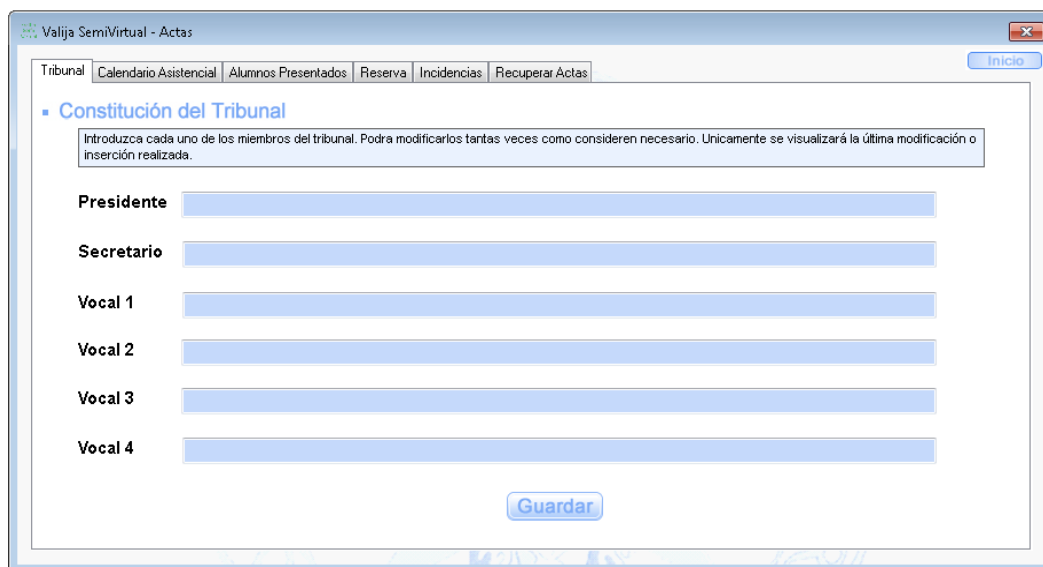 Valija SemiVirtual - Actas
Inicio
Tribunal Calendario Asistencial Alumnos Presentados Reserva Incidencias Recuperar Actas
Constitución del Tribunal
Introduzca cada uno de los miembros del tribunal. Podra modificarlos tantas veces como consideren necesario. Unicamente se visualizará la última modificación o
inserción realizada.
Presidente
Secretario
Vocal 1
Vocal 2
Vocal 3
Vocal 4
Guardar